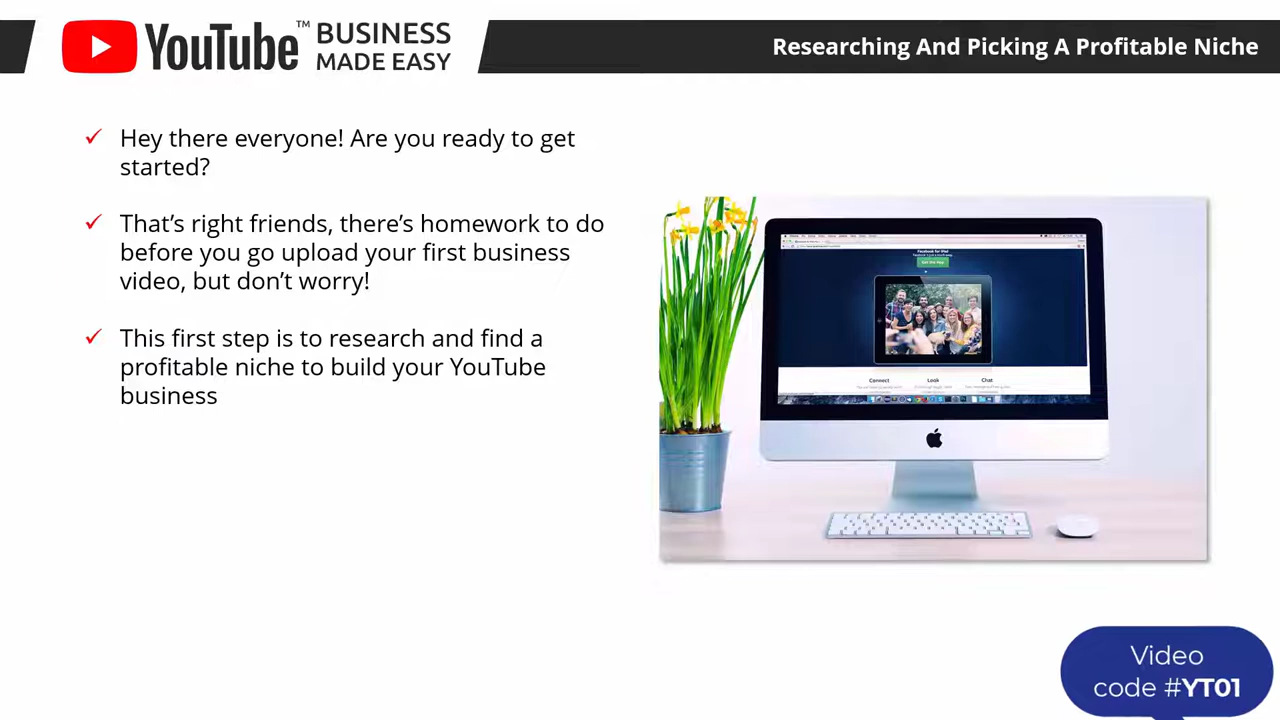 YouTube™ BUSINESS
MADE EASY
Researching And Picking A Profitable Niche
Hey there everyone! Are you ready to get
started?
That’s right friends, there’s homework to do
before you go upload your first business
video, but don’t worry!
This first step is to research and find a
profitable niche to build your YouTube
business
Facebook for iPad
Connect Look Chat
Video
code #YT01